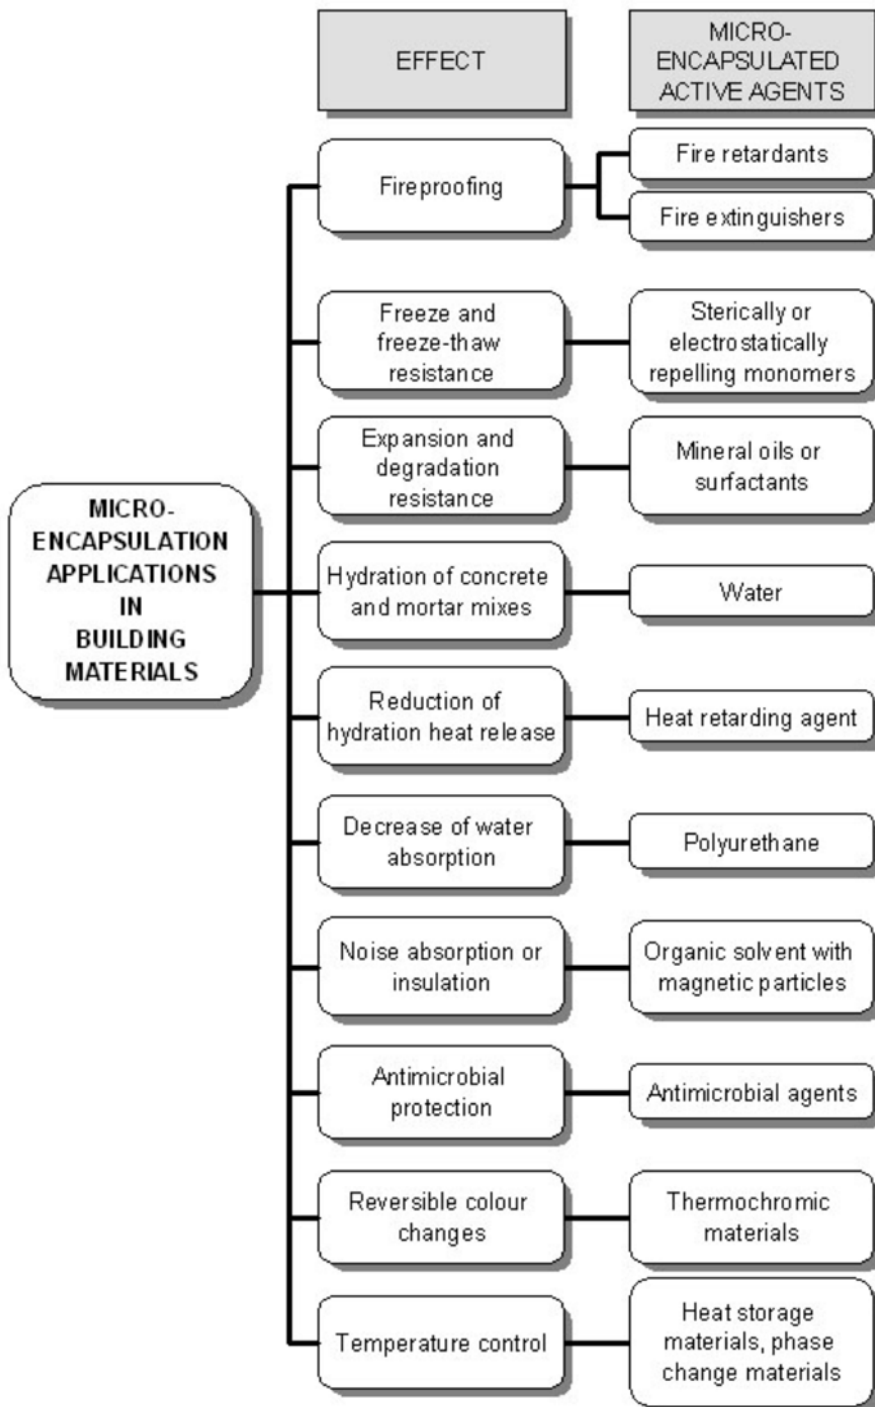 EFFECT
MICRO-
ENCAPSULATED
ACTIVE AGENTS
Fireproofing
Fire retardants
Fire extinguishers
Freeze and
freeze-thaw
resistance
Sterically or
electrostatically
repelling monomers
Expansion and
degradation
resistance
Mineral oils or
surfactants
MICRO-
ENCAPSULATION
APPLICATIONS
IN
BUILDING
MATERIALS
Hydration of concrete
and mortar mixes
Water
Reduction of
hydration heat release
Heat retarding agent
Decrease of water
absorption
Polyurethane
Noise absorption or
insulation
Organic solvent with
magnetic particles
Antimicrobial
protection
Antimicrobial agents
Reversible colour
changes
Thermochromic
materials
Temperature control
Heat storage
materials, phase
change materials